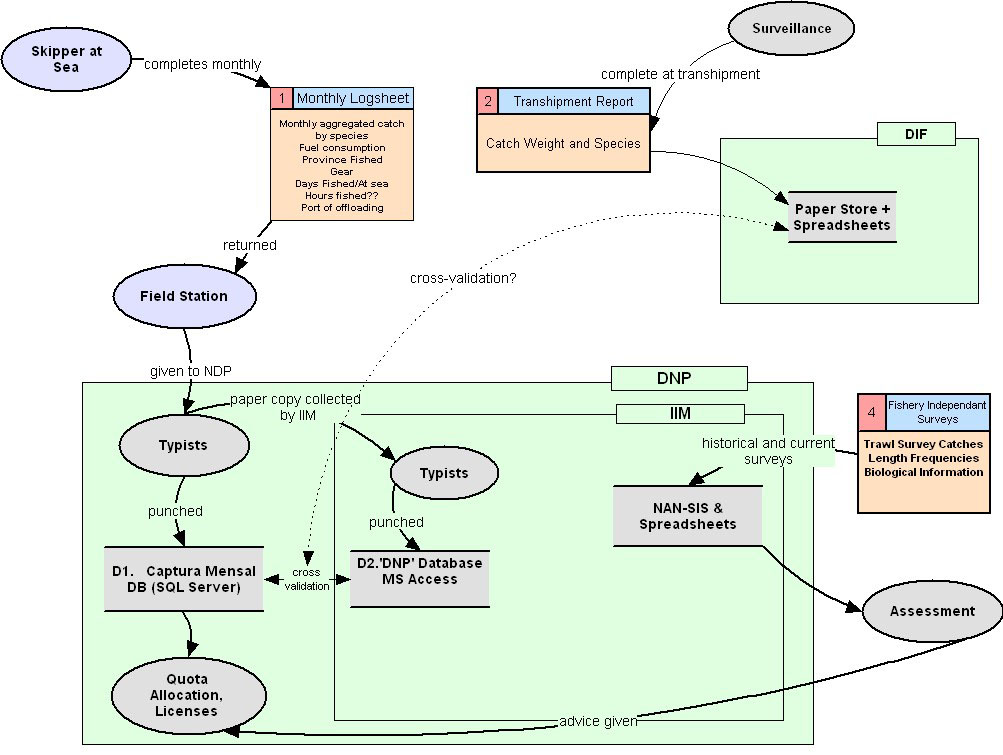 Skipper at
Sea
completes monthly
1 Monthly Logsheet
Monthly aggregated catch
by species
Fuel consumption
Province Fished
Gear
Days Fished/At sea
Hours fished??
Port of offloading
returned
Field Station
Surveillance
complete at transhipment
2 Transhipment Report
Catch Weight and Species
DIF
Paper Store +
Spreadsheets
cross-validation?
given to NDP
DNP
paper copy collected
by IIM
IIM
Typists
punched
D1. Captura Mensal
DB (SQL Server)
Quota
Allocation,
Licenses
Typists
punched
D2.'DNP' Database
MS Access
cross
validation
historical and current
surveys
NAN-SIS &
Spreadsheets
4 Fishery Independant
Surveys
Trawl Survey Catches
Length Frequencies
Biological Information
Assessment
advice given